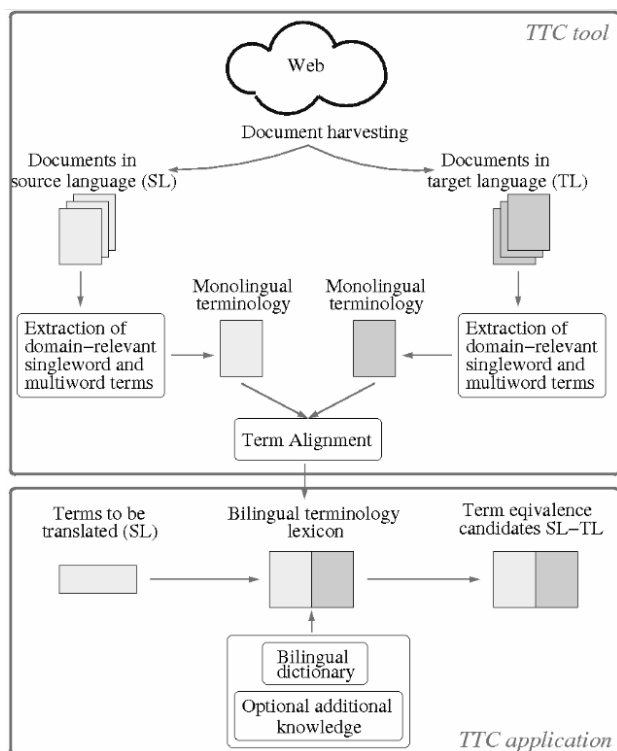 TTC tool
Web
Document harvesting
Documents in
source language (SL)
Documents in
target language (TL)
Monolingual
terminology
Monolingual
terminology
Extraction of
domain-relevant
singleword and
multiword terms
Extraction of
domain-relevant
singleword and
multiword terms
Term Alignment
Terms to be
translated (SL)
Bilingual terminology
lexicon
Term eqivalence
candidates SL-TL
Bilingual
dictionary
Optional additional
knowledge
TTC application